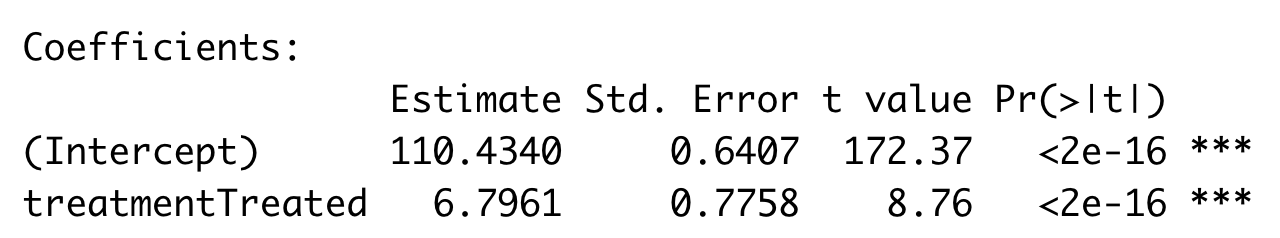 Coefficients:
Estimate Std. Error t value Pr(>|t|)
(Intercept) 110.4340 0.6407 172.37 <2e-16 ***
treatmentTreated 6.7961 0.7758 8.76 <2e-16 ***